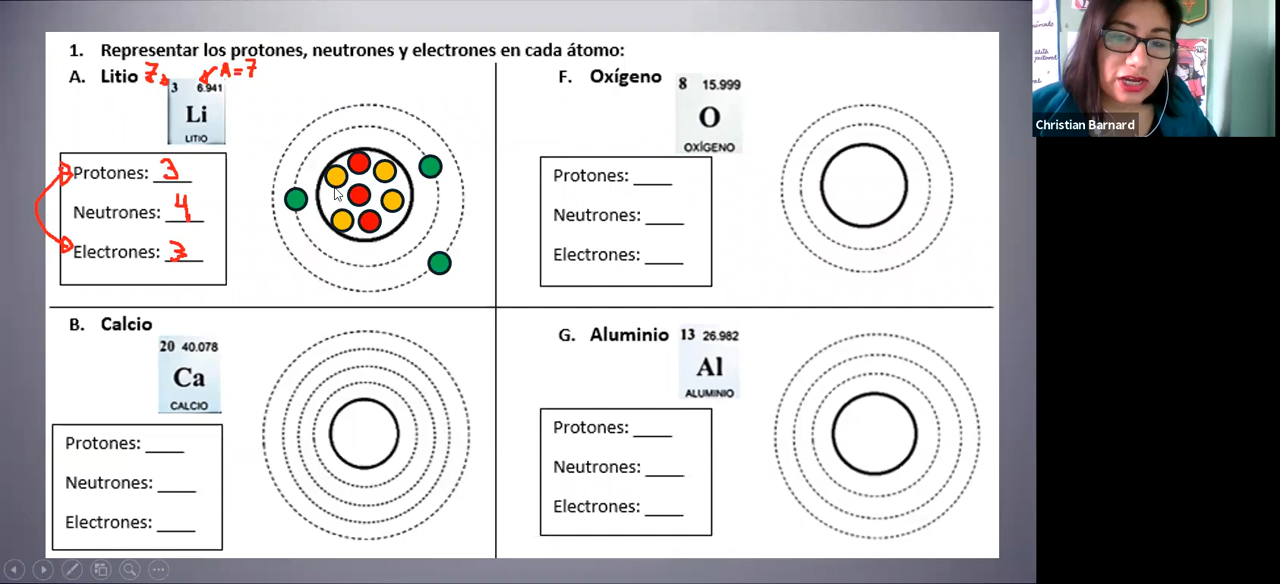 1. Representar los protones, neutrones y electrones en cada átomo:
A. Litio
Z
A=7
3 6.941
Li
LITIO
Protones: 3
Neutrones: 4
Electrones: 3
F. Oxígeno
8 15.999
O
OXÍGENO
Protones: ____
Neutrones: ____
Electrones: ____
B. Calcio
20 40.078
Ca
CALCIO
Protones: ____
Neutrones: ____
Electrones: ____
G. Aluminio
13 26.982
Al
ALUMINIO
Protones: ____
Neutrones: ____
Electrones: ____
Christian Barnard